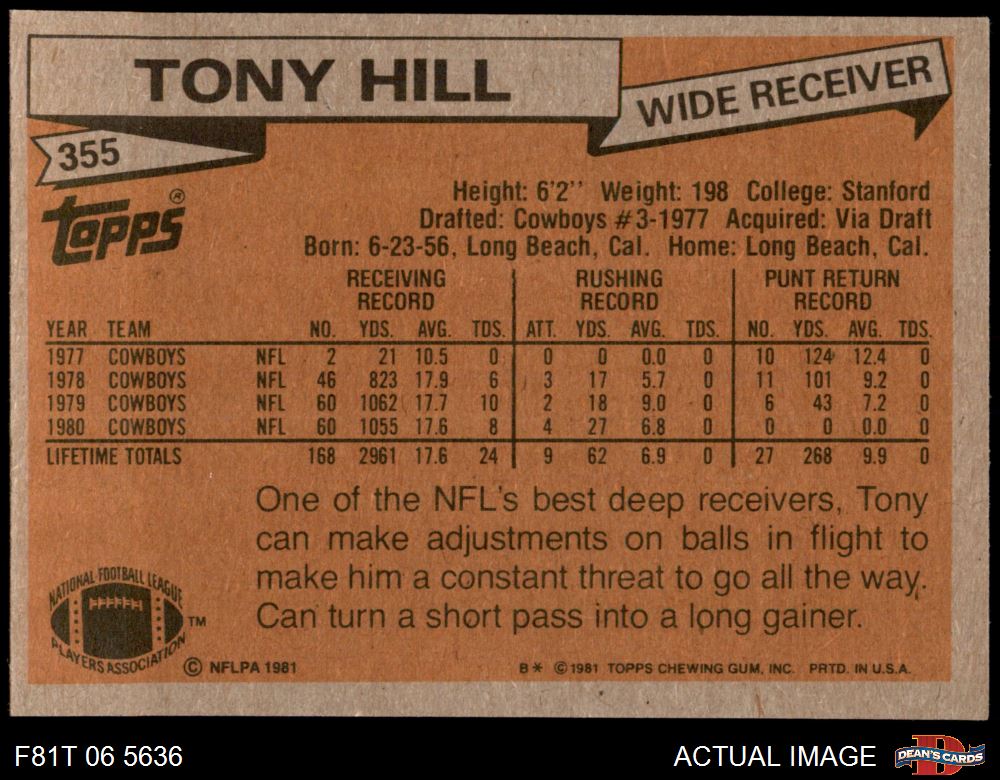 TONY HILL
WIDE RECEIVER
355
Topps®
Height: 6'2'' Weight: 198 College: Stanford
Drafted: Cowboys #3-1977 Acquired: Via Draft
Born: 6-23-56, Long Beach, Cal. Home: Long Beach, Cal.
RECEIVING RECORD RUSHING RECORD PUNT RETURN RECORD
YEAR TEAM NO. YDS. AVG. TDS. ATT. YDS. AVG. TDS. NO. YDS. AVG. TDS.
1977 COWBOYS NFL 2 21 10.5 0 0 0 0.0 0 10 124 12.4 0
1978 COWBOYS NFL 46 823 17.9 6 3 17 5.7 0 11 101 9.2 0
1979 COWBOYS NFL 60 1062 17.7 10 2 18 9.0 0 6 43 7.2 0
1980 COWBOYS NFL 60 1055 17.6 8 4 27 6.8 0 0 0 0.0 0
LIFETIME TOTALS 168 2961 17.6 24 9 62 6.9 0 27 268 9.9 0
One of the NFL's best deep receivers, Tony
can make adjustments on balls in flight to
make him a constant threat to go all the way.
Can turn a short pass into a long gainer.
NATIONAL FOOTBALL LEAGUE
PLAYERS ASSOCIATION
TM
© NFLPA 1981
B* ©1981 TOPPS CHEWING GUM, INC. PRTD. IN U.S.A.
F81T 06 5636
ACTUAL IMAGE
D
DEAN'S CARDS